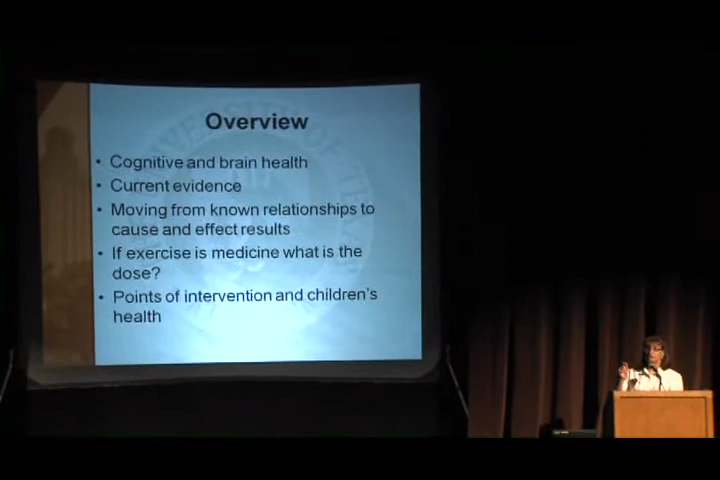 Overview
• Cognitive and brain health
• Current evidence
• Moving from known relationships to
cause and effect results
• If exercise is medicine what is the
dose?
• Points of intervention and children's
health